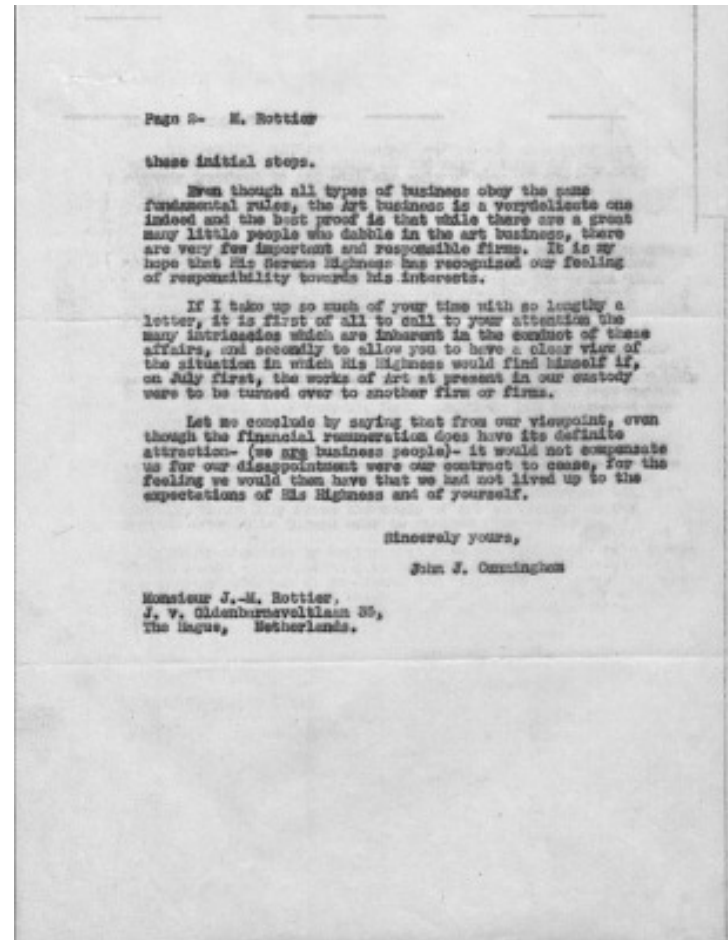 Page 2-   M. Rottier
these initial steps.
Even though all types of business obey the same
fundamental rules, the Art business is a verydelicate one
indeed and the best proof is that while there are a great
many little people who dabble in the art business, there
are very few important and responsible firms.  It is my
hope that His Serene Highness has recognized our feeling
of responsibility towards his interests.
If I take up so much of your time with so lengthy a
letter, it is first of all to call to your attention the
many intricacies which are inherent in the conduct of these
affairs, and secondly to allow you to have a clear view of
the situation in which His Highness would find himself if,
on July first, the works of Art at present in our custody
were to be turned over to another firm or firms.
Let me conclude by saying that from our viewpoint, even
though the financial remuneration does have its definite
attraction- (we are business people)- it would not compensate
us for our disappointment were our contract to cease, for the
feeling we would then have that we had not lived up to the
expectations of His Highness and of yourself.
Sincerely yours,
John J. Cunningham
Monsieur J.-M. Rottier,
J. v. Oldenbarneveltlaan 35,
The Hague,   Netherlands.